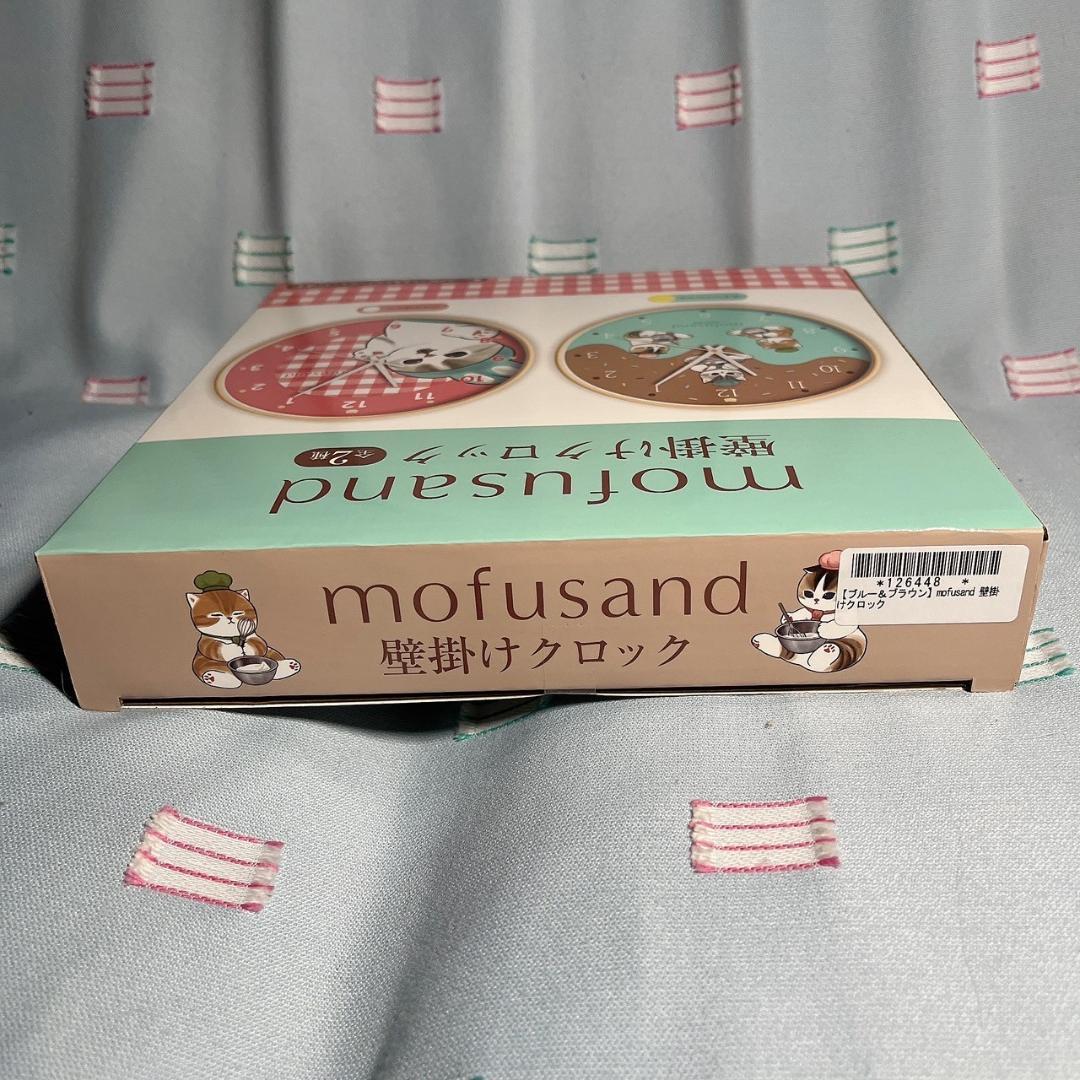 mofusand
壁掛けクロック
*126448 *
【ブルー&ブラウン】mofusand 壁掛
けクロック
mofusand
壁掛けクロック 全2種